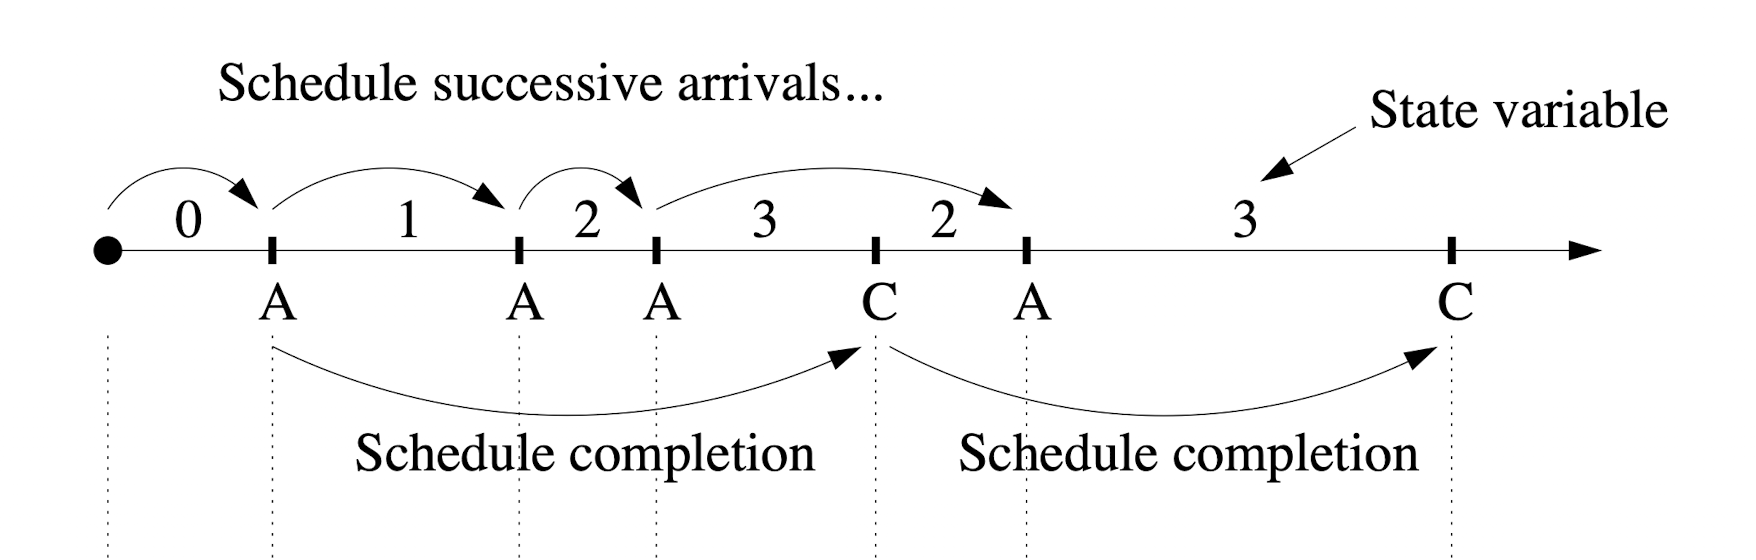 Schedule successive arrivals...
State variable
0 1 2 3 2 3
A A A C A C
Schedule completion Schedule completion